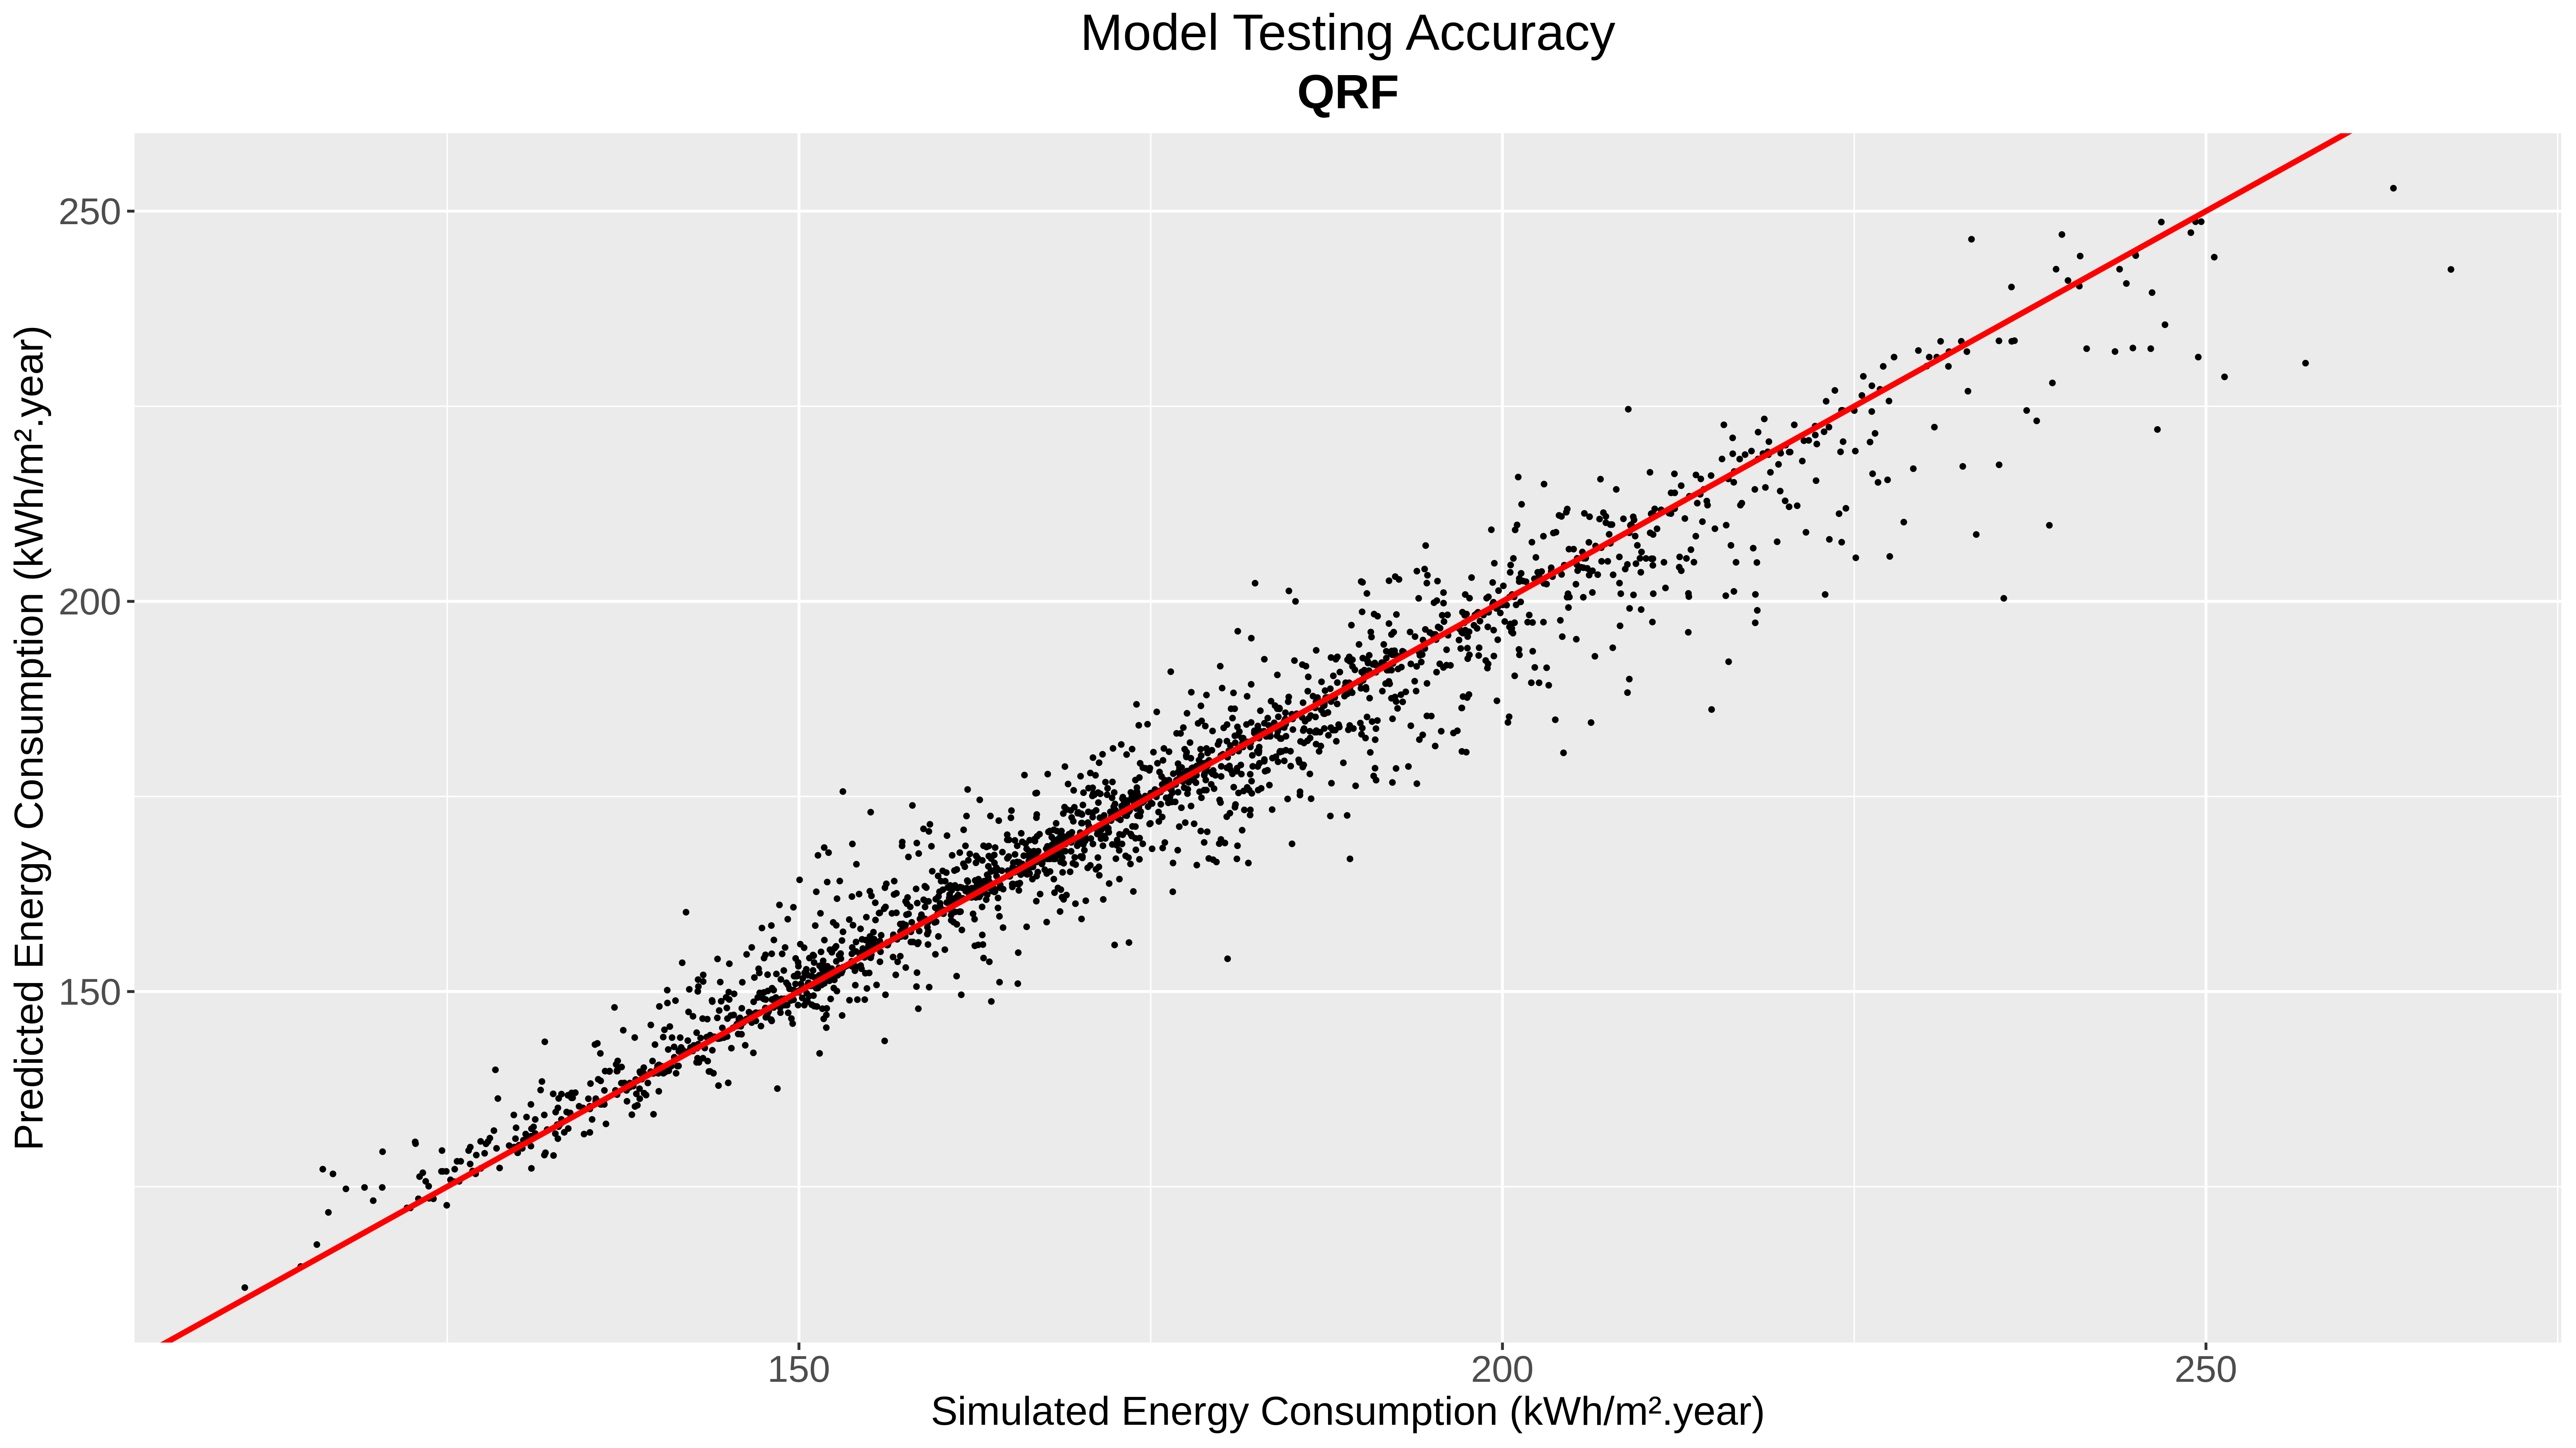 Model Testing Accuracy
QRF
Predicted Energy Consumption (kWh/m².year)
250
200
150
150
200
250
Simulated Energy Consumption (kWh/m².year)